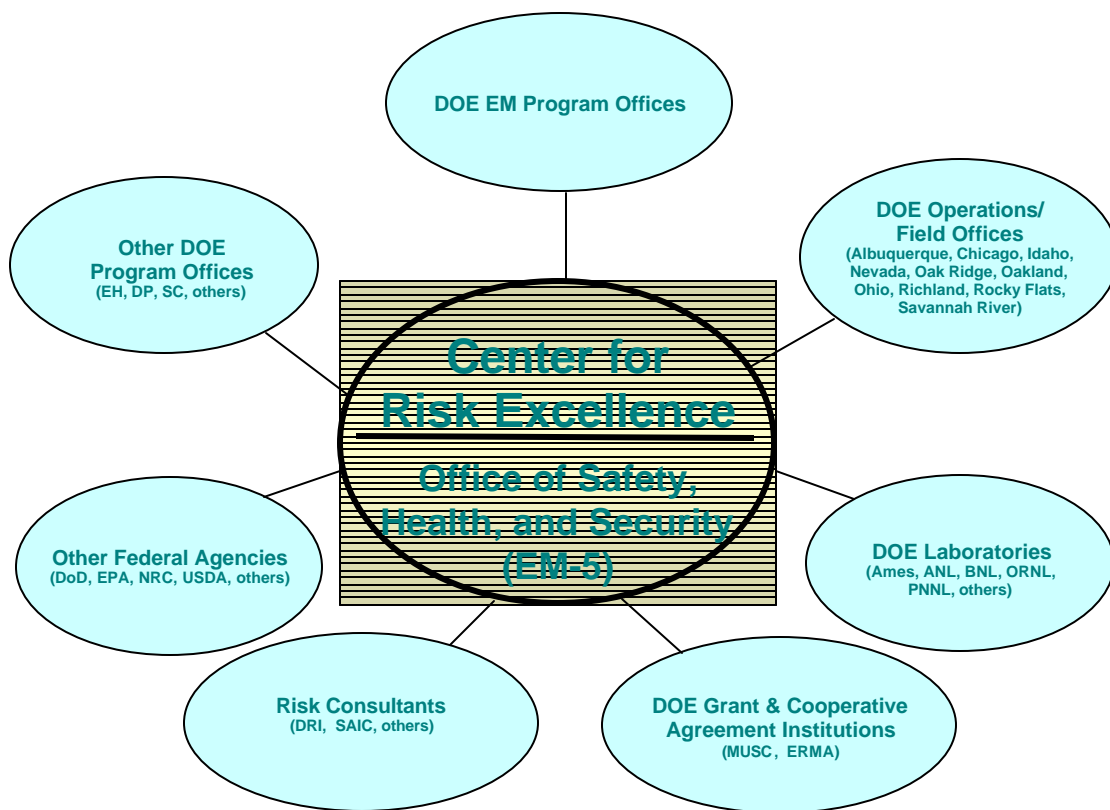 DOE EM Program Offices
Other DOE
Program Offices
(EH, DP, SC, others)
DOE Operations/
Field Offices
(Albuquerque, Chicago, Idaho,
Nevada, Oak Ridge, Oakland,
Ohio, Richland, Rocky Flats,
Savannah River)
Center for
Risk Excellence
Office of Safety,
Health, and Security
(EM-5)
Other Federal Agencies
(DoD, EPA, NRC, USDA, others)
DOE Laboratories
(Ames, ANL, BNL, ORNL,
PNNL, others)
Risk Consultants
(DRI, SAIC, others)
DOE Grant & Cooperative
Agreement Institutions
(MUSC, ERMA)